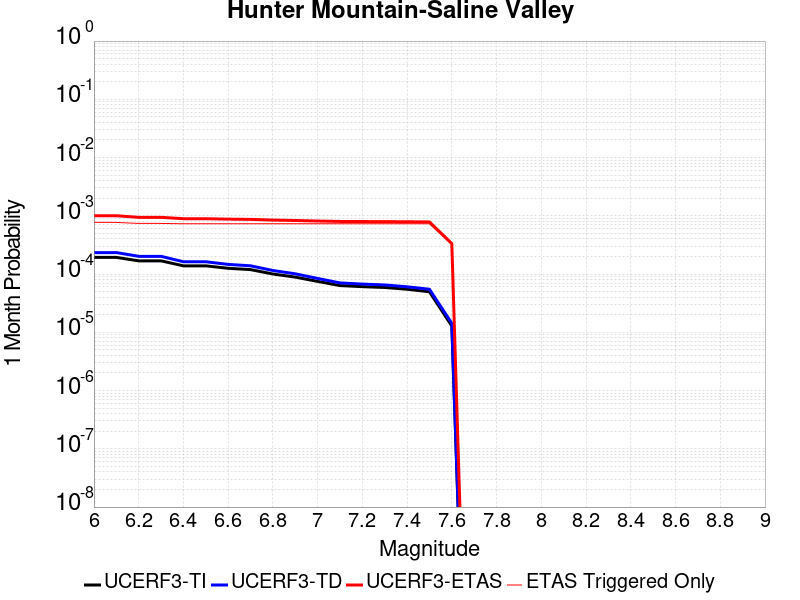 Hunter Mountain-Saline Valley
10^0
10^-1
10^-2
10^-3
10^-4
10^-5
10^-6
10^-7
10^-8
1 Month Probability
6 6.2 6.4 6.6 6.8 7 7.2 7.4 7.6 7.8 8 8.2 8.4 8.6 8.8 9
Magnitude
UCERF3-TI UCERF3-TD UCERF3-ETAS ETAS Triggered Only